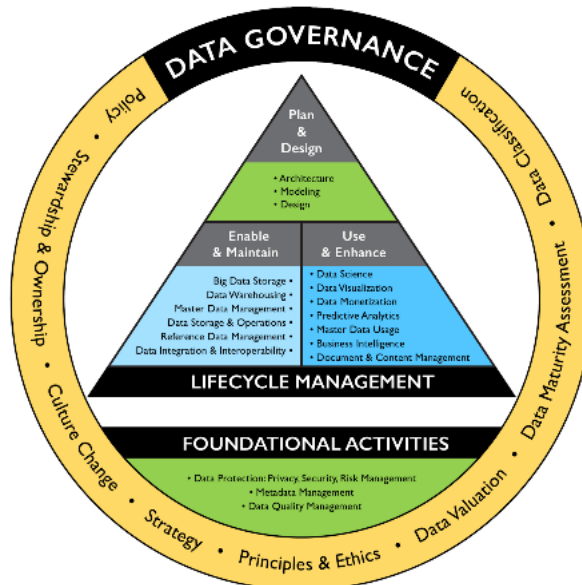 DATA GOVERNANCE
Plan
&
Design
• Architecture
• Modeling
• Design
Enable
& Maintain
Big Data Storage •
Data Warehousing •
Master Data Management •
Data Storage & Operations •
Reference Data Management •
Data Integration & Interoperability •
Use
& Enhance
• Data Science
• Data Visualization
• Data Monetization
• Predictive Analytics
• Master Data Usage
• Business Intelligence
• Document & Content Management
LIFECYCLE MANAGEMENT
FOUNDATIONAL ACTIVITIES
• Data Protection: Privacy, Security, Risk Management
• Metadata Management
• Data Quality Management
Policy • Stewardship & Ownership • Culture Change • Strategy • Principles & Ethics • Data Valuation • Data Maturity Assessment • Data Classification